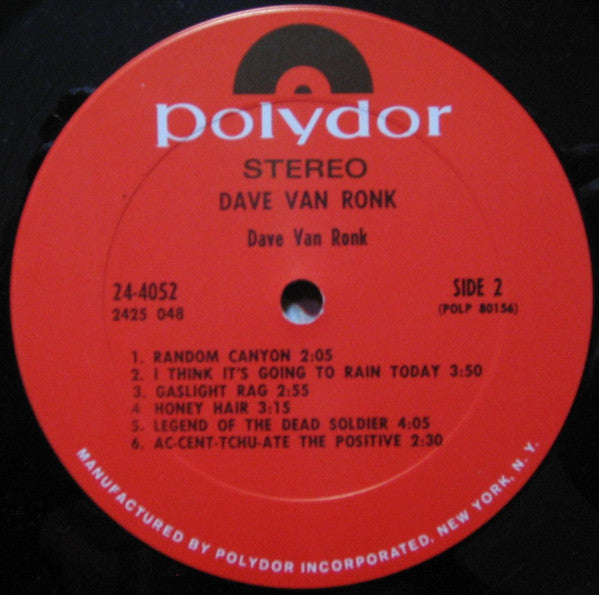 polydor
STEREO
DAVE VAN RONK
Dave Van Ronk
24-4052 SIDE 2
2425 048 (POLP 80156)
1. RANDOM CANYON 2:05
2. I THINK IT'S GOING TO RAIN TODAY 3:50
3. GASLIGHT RAG 2:55
4 HONEY HAIR 3:15
5. LEGEND OF THE DEAD SOLDIER 4:05
6. AC-CENT-TCHU-ATE THE POSITIVE 2:30
MANUFACTURED BY POLYDOR INCORPORATED, NEW YORK, N. Y.